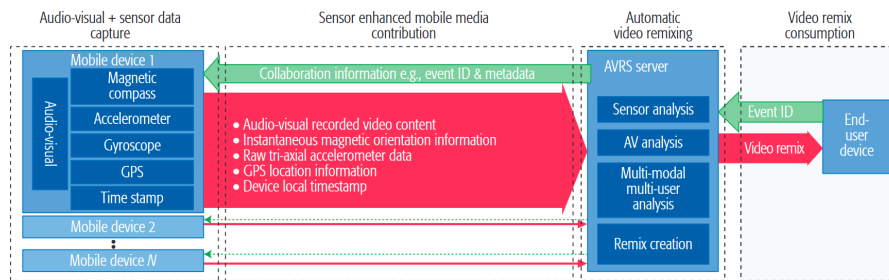 Audio-visual + sensor data
capture
Sensor enhanced mobile media
contribution
Automatic
video remixing
Video remix
consumption
Mobile device 1
Audio-visual
Magnetic
compass
Accelerometer
Gyroscope
GPS
Time stamp
Mobile device 2
Mobile device N
Collaboration information e.g., event ID & metadata
• Audio-visual recorded video content
• Instantaneous magnetic orientation information
• Raw tri-axial accelerometer data
• GPS location information
• Device local timestamp
AVRS server
Sensor analysis
AV analysis
Multi-modal
multi-user
analysis
Remix creation
Event ID
Video remix
End-
user
device